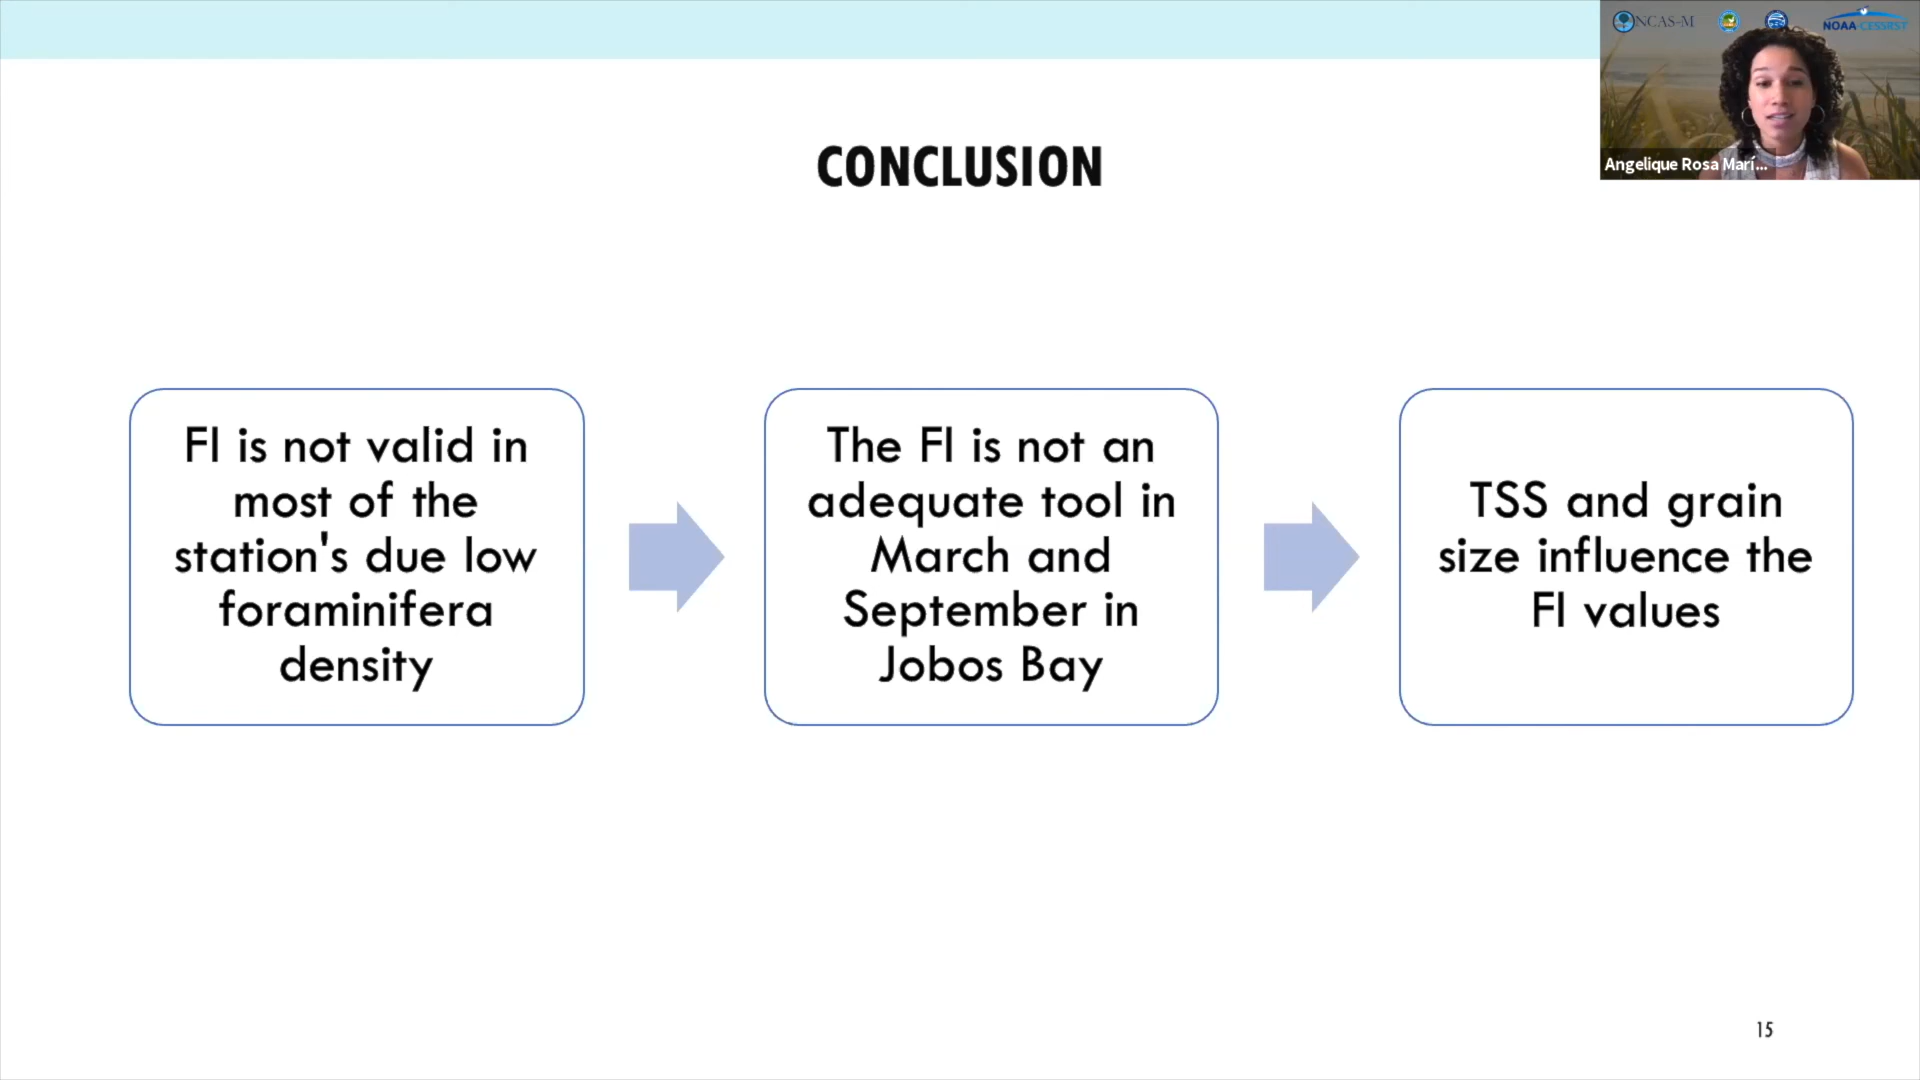 NCAS-M
NOAA CESSRST
Angelique Rosa Marí...
CONCLUSION
FI is not valid in
most of the
station's due low
foraminifera
density
The FI is not an
adequate tool in
March and
September in
Jobos Bay
TSS and grain
size influence the
FI values
15